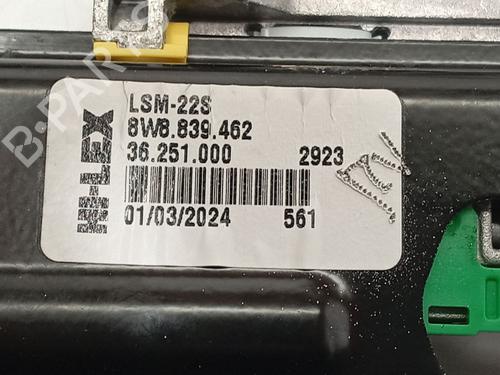 HI-LEX
LSM-22S
8W8.839.462
36.251.000 2923
01/03/2024 561
B-PARTS